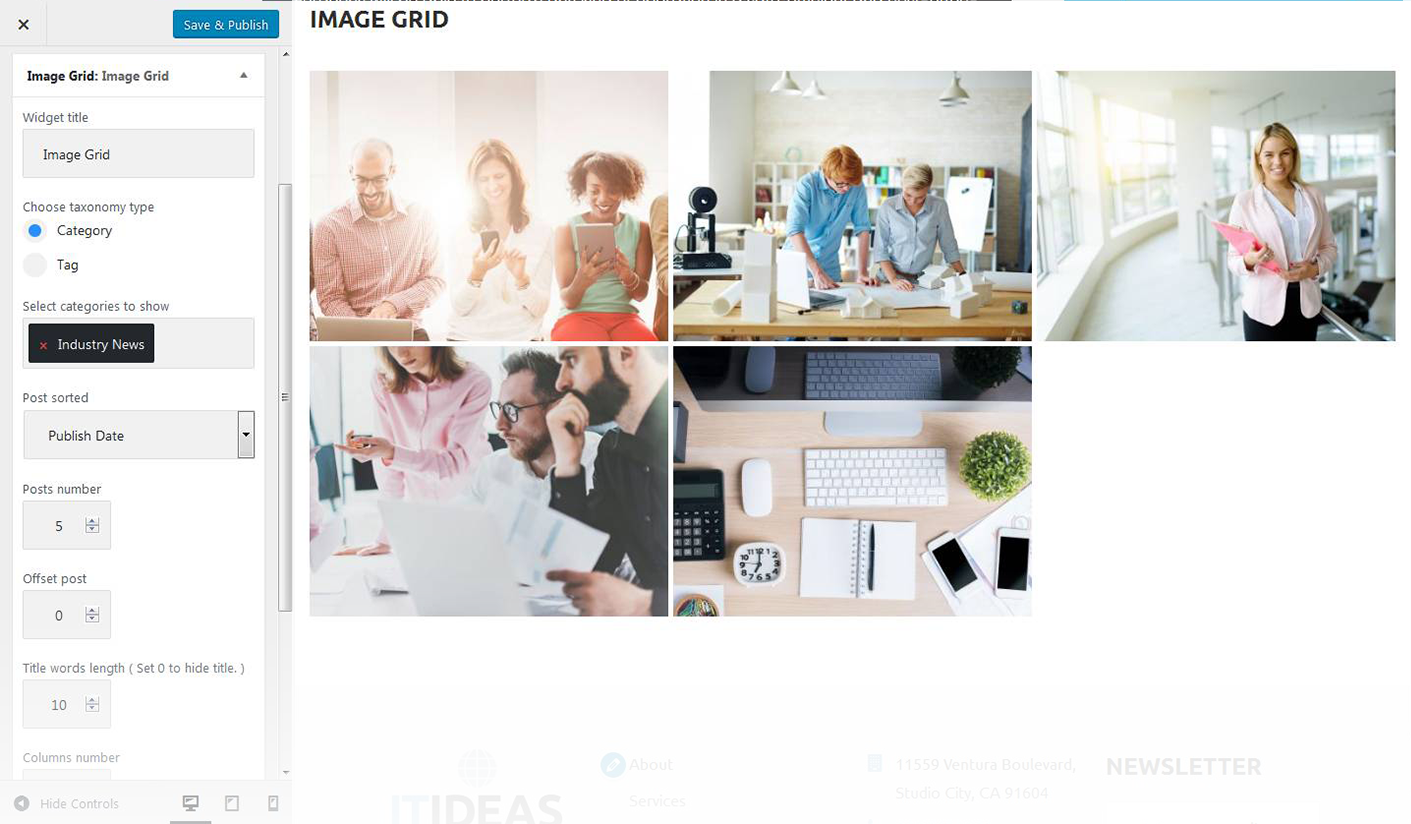 × Save & Publish
Image Grid: Image Grid
Widget title
Image Grid
Choose taxonomy type
Category
Tag
Select categories to show
× Industry News
Post sorted
Publish Date
Posts number
5
Offset post
0
Title words length ( Set 0 to hide title. )
10
Columns number
Hide Controls
IMAGE GRID
ITIDEAS
About
Services
11559 Ventura Boulevard,
Studio City, CA 91604
NEWSLETTER